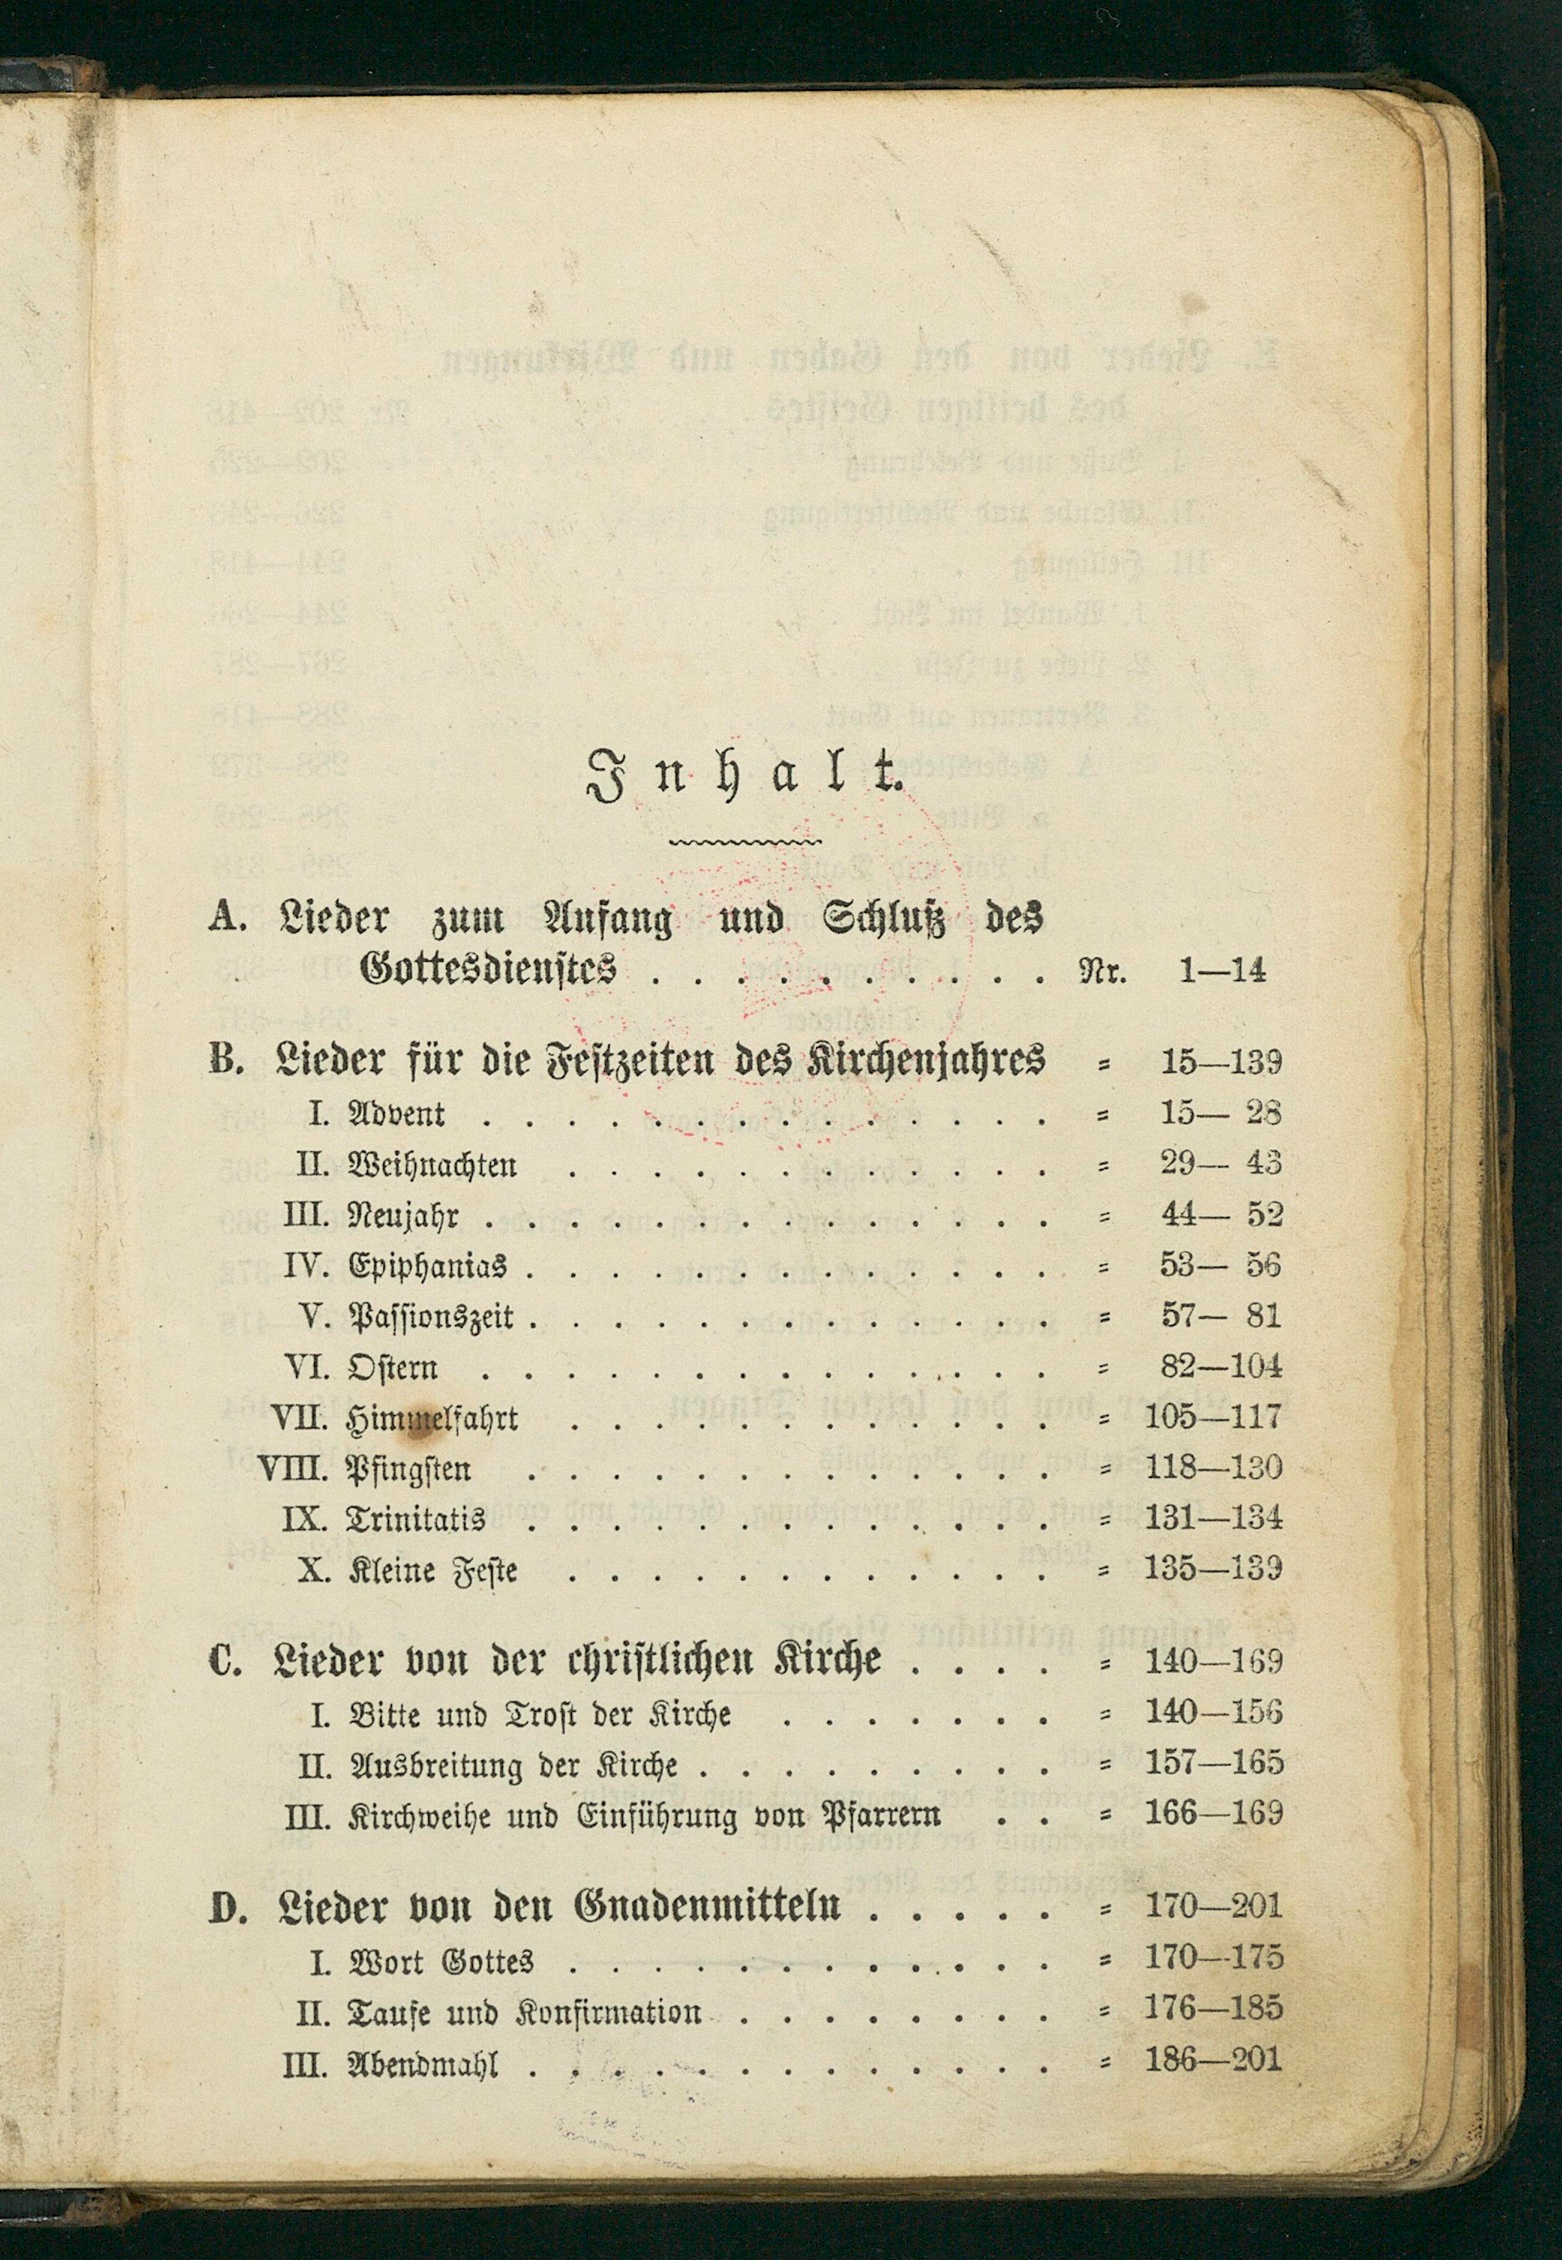 Inhalt.
A. Lieder zum Anfang und Schluß des
Gottesdienstes . . . . . . . . . . Nr. 1—14
B. Lieder für die Festzeiten des Kirchenjahres = 15—139
I. Advent . . . . . . . . . . . . . . = 15— 28
II. Weihnachten . . . . . . . . . . . . = 29— 43
III. Neujahr . . . . . . . . . . . . . . = 44— 52
IV. Epiphanias . . . . . . . . . . . . . = 53— 56
V. Passionszeit . . . . . . . . . . . . . = 57— 81
VI. Ostern . . . . . . . . . . . . . . = 82—104
VII. Himmelfahrt . . . . . . . . . . . . = 105—117
VIII. Pfingsten . . . . . . . . . . . . . = 118—130
IX. Trinitatis . . . . . . . . . . . . . = 131—134
X. Kleine Feste . . . . . . . . . . . . = 135—139
C. Lieder von der christlichen Kirche . . . . = 140—169
I. Bitte und Trost der Kirche . . . . . . . = 140—156
II. Ausbreitung der Kirche . . . . . . . . . = 157—165
III. Kirchweihe und Einführung von Pfarrern . . = 166—169
D. Lieder von den Gnadenmitteln . . . . . = 170—201
I. Wort Gottes . . . . . . . . . . . . = 170—175
II. Taufe und Konfirmation . . . . . . . . = 176—185
III. Abendmahl . . . . . . . . . . . . . = 186—201